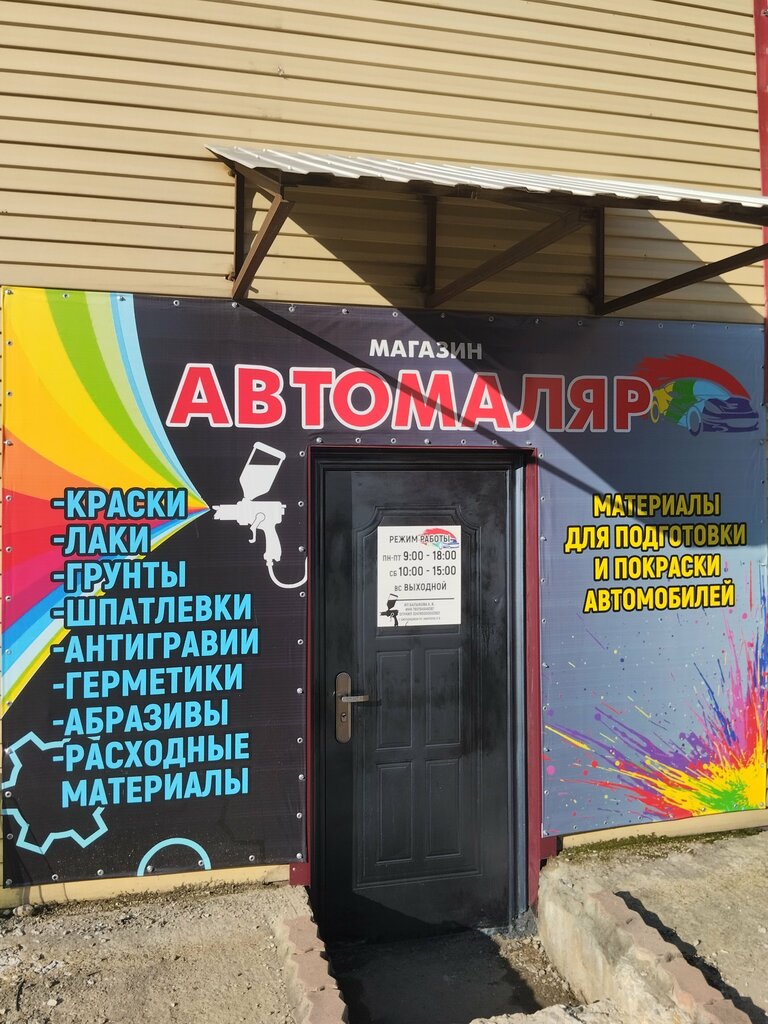 МАГАЗИН
АВТОМАЛЯР
-КРАСКИ
-ЛАКИ
-ГРУНТЫ
-ШПАТЛЕВКИ
-АНТИГРАВИИ
-ГЕРМЕТИКИ
-АБРАЗИВЫ
-РАСХОДНЫЕ
МАТЕРИАЛЫ
РЕЖИМ РАБОТЫ
ПН-ПТ 9:00 - 18:00
СБ 10:00 - 15:00
ВС ВЫХОДНОЙ
МАТЕРИАЛЫ
ДЛЯ ПОДГОТОВКИ
И ПОКРАСКИ
АВТОМОБИЛЕЙ